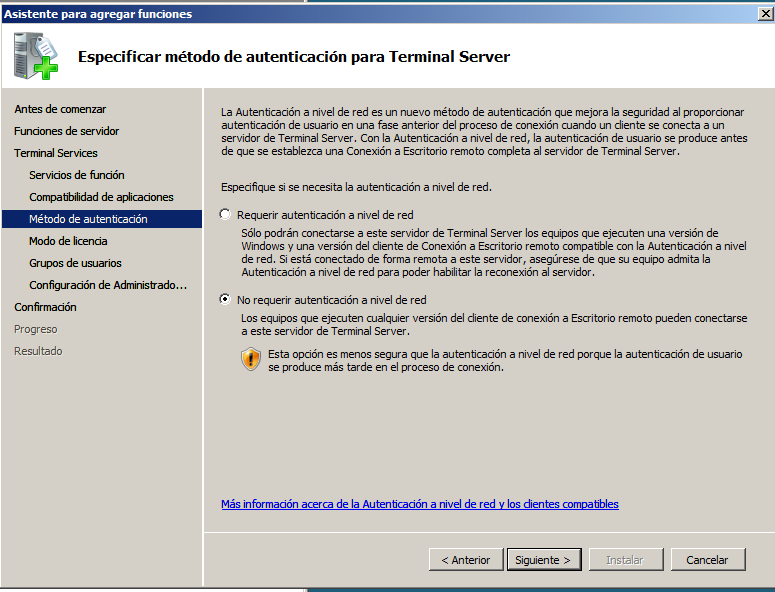 Asistente para agregar funciones
Especificar método de autenticación para Terminal Server
Antes de comenzar
Funciones de servidor
Terminal Services
Servicios de función
Compatibilidad de aplicaciones
Método de autenticación
Modo de licencia
Grupos de usuarios
Configuración de Administrado...
Confirmación
Progreso
Resultado
La Autenticación a nivel de red es un nuevo método de autenticación que mejora la seguridad al proporcionar
autenticación de usuario en una fase anterior del proceso de conexión cuando un cliente se conecta a un
servidor de Terminal Server. Con la Autenticación a nivel de red, la autenticación de usuario se produce antes
de que se establezca una Conexión a Escritorio remoto completa al servidor de Terminal Server.
Especifique si se necesita la autenticación a nivel de red.
Requerir autenticación a nivel de red
Sólo podrán conectarse a este servidor de Terminal Server los equipos que ejecuten una versión de
Windows y una versión del cliente de Conexión a Escritorio remoto compatible con la Autenticación a nivel
de red. Si está conectado de forma remota a este servidor, asegúrese de que su equipo admita la
Autenticación a nivel de red para poder habilitar la reconexión al servidor.
No requerir autenticación a nivel de red
Los equipos que ejecuten cualquier versión del cliente de conexión a Escritorio remoto pueden conectarse
a este servidor de Terminal Server.
Esta opción es menos segura que la autenticación a nivel de red porque la autenticación de usuario
se produce más tarde en el proceso de conexión.
Más información acerca de la Autenticación a nivel de red y los clientes compatibles
< Anterior
Siguiente >
Instalar
Cancelar